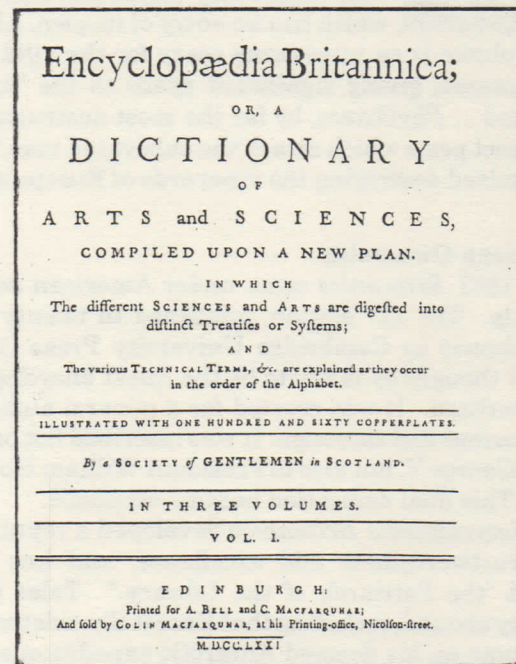 Encyclopædia Britannica;
OR, A
DICTIONARY
OF
ARTS and SCIENCES,
COMPILED UPON A NEW PLAN.
IN WHICH
The different SCIENCES and ARTS are digeſted into
diſtinct Treatiſes or Syſtems;
AND
The various TECHNICAL TERMS, &c. are explained as they occur
in the order of the Alphabet.
ILLUSTRATED WITH ONE HUNDRED AND SIXTY COPPERPLATES.
By a SOCIETY of GENTLEMEN in SCOTLAND.
IN THREE VOLUMES.
VOL. I.
EDINBURGH
Printed for A. BELL and C. MACFARQUHAR;
And ſold by COLIN MACFARQUHAR, at his Printing-office, Nicolſon-ſtreet.
M.DCC.LXXI